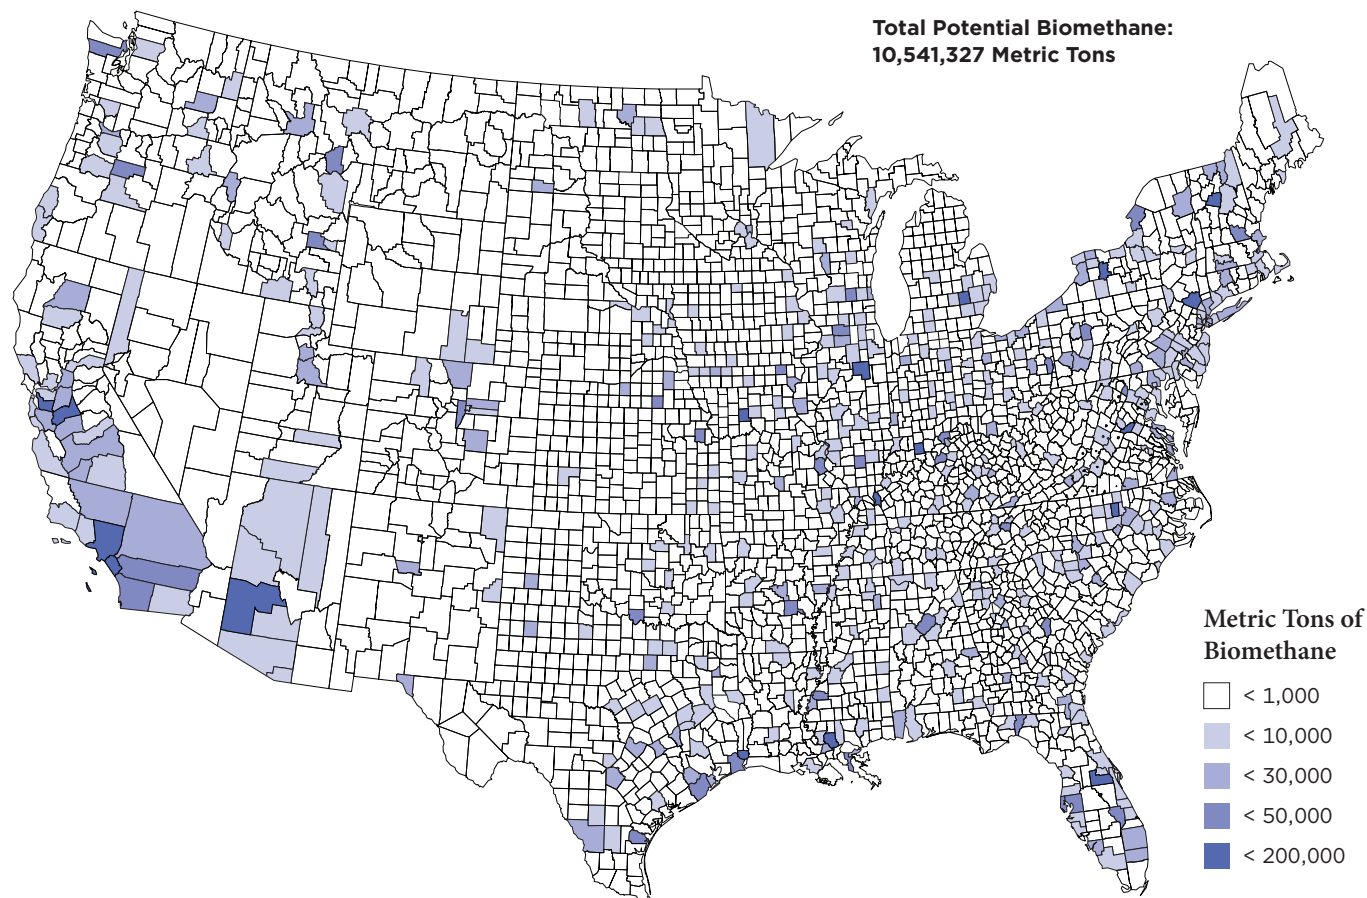 Total Potential Biomethane:
10,541,327 Metric Tons
Metric Tons of
Biomethane
< 1,000
< 10,000
< 30,000
< 50,000
< 200,000